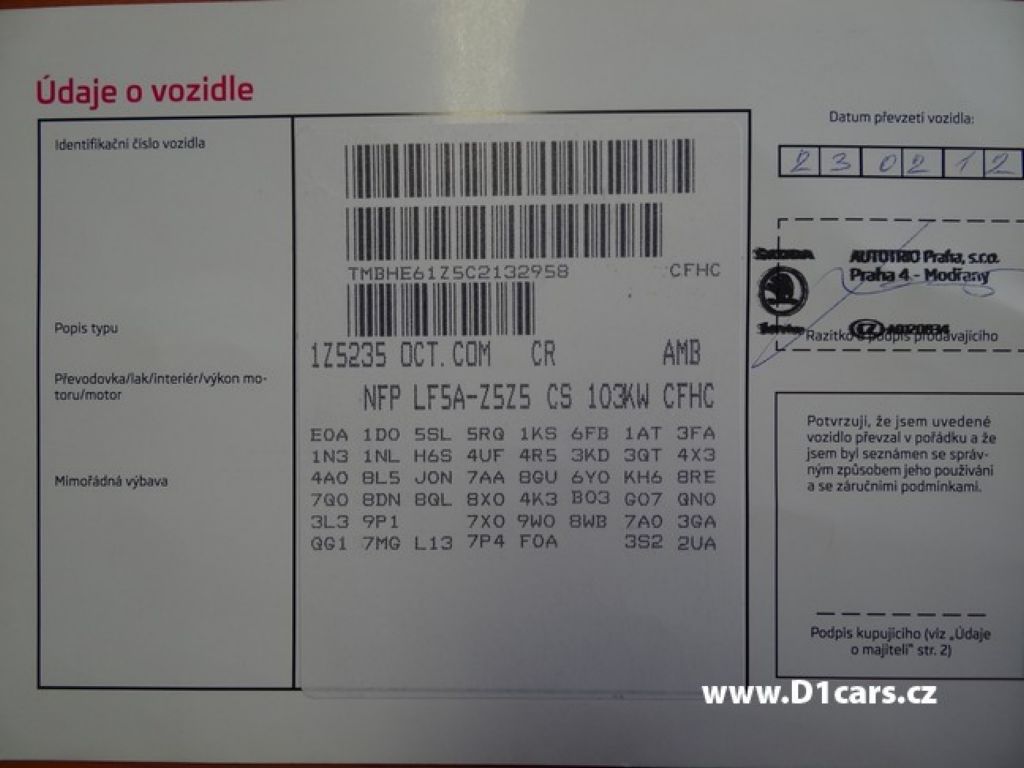 Údaje o vozidle
Identifikační číslo vozidla
TMBHE61Z5C2132958 CFHC
Popis typu
1Z5235 OCT.COM CR AMB
Převodovka/lak/interiér/výkon mo-
toru/motor
NFP LF5A-Z5Z5 CS 103KW CFHC
Mimořádná výbava
E0A 1D0 5SL 5RQ 1KS 6FB 1AT 3FA
1N3 1NL H6S 4UF 4R5 3KD 3QT 4X3
4A0 8L5 J0N 7AA 8GU 6Y0 KH6 8RE
7Q0 8DN 8QL 8X0 4K3 B03 G07 QN0
3L3 9P1 7X0 9W0 8WB 7A0 3GA
QG1 7MG L13 7P4 F0A 3S2 2UA
Datum převzetí vozidla:
23 02 12
ŠKODA
Service
AUTOTRIO Praha, s.r.o.
Praha 4 - Modřany
CZ A0120634
Razítko a podpis prodávajícího
Potvrzuji, že jsem uvedené
vozidlo převzal v pořádku a že
jsem byl seznámen se správ-
ným způsobem jeho používání
a se záručními podmínkami.
Podpis kupujícího (viz „Údaje
o majiteli" str. 2)
www.D1cars.cz